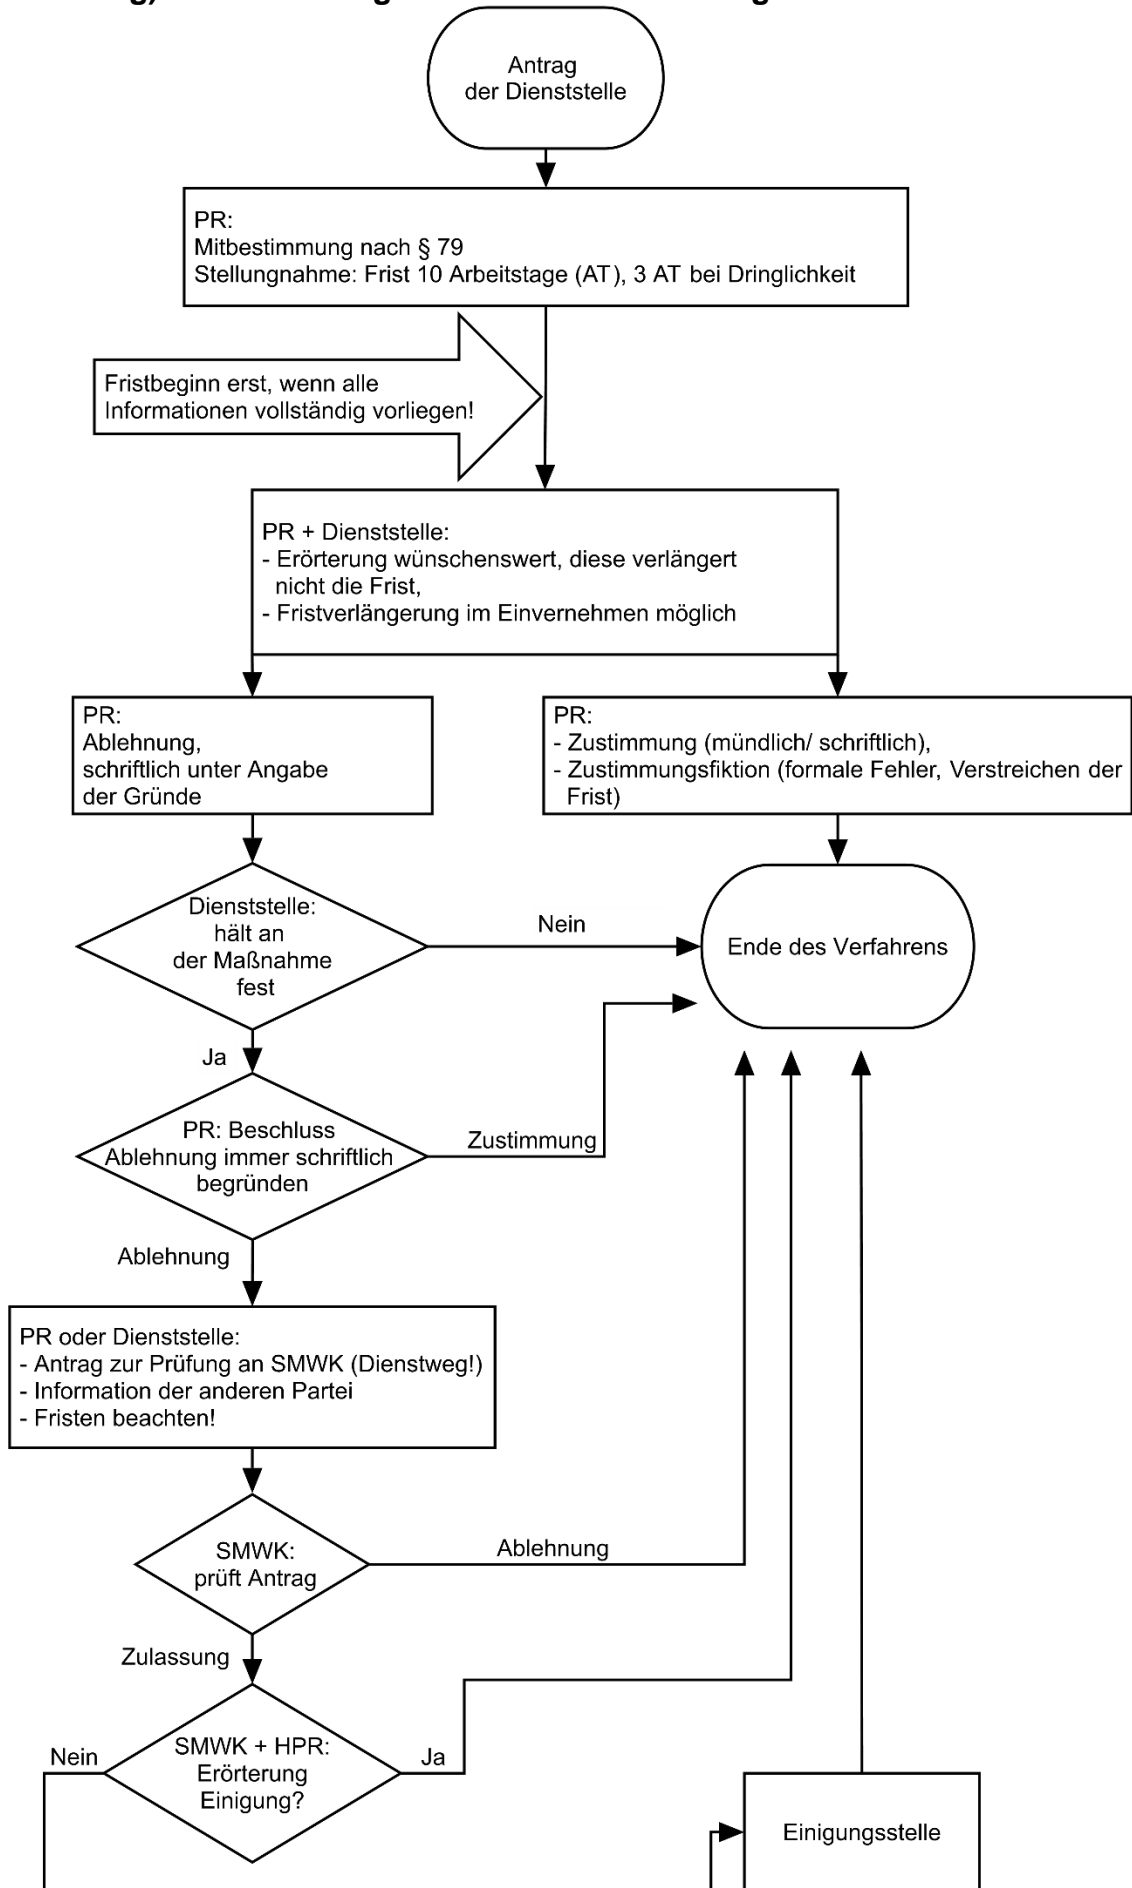 Antrag
der Dienststelle
PR:
Mitbestimmung nach § 79
Stellungnahme: Frist 10 Arbeitstage (AT), 3 AT bei Dringlichkeit
Fristbeginn erst, wenn alle
Informationen vollständig vorliegen!
PR + Dienststelle:
- Erörterung wünschenswert, diese verlängert
nicht die Frist,
- Fristverlängerung im Einvernehmen möglich
PR:
Ablehnung,
schriftlich unter Angabe
der Gründe
PR:
- Zustimmung (mündlich/ schriftlich),
- Zustimmungsfiktion (formale Fehler, Verstreichen der
Frist)
Dienststelle:
hält an
der Maßnahme
fest
Nein
Ende des Verfahrens
Ja
PR: Beschluss
Ablehnung immer schriftlich
begründen
Zustimmung
Ablehnung
PR oder Dienststelle:
- Antrag zur Prüfung an SMWK (Dienstweg!)
- Information der anderen Partei
- Fristen beachten!
SMWK:
prüft Antrag
Ablehnung
Zulassung
SMWK + HPR:
Erörterung
Einigung?
Nein
Ja
Einigungsstelle